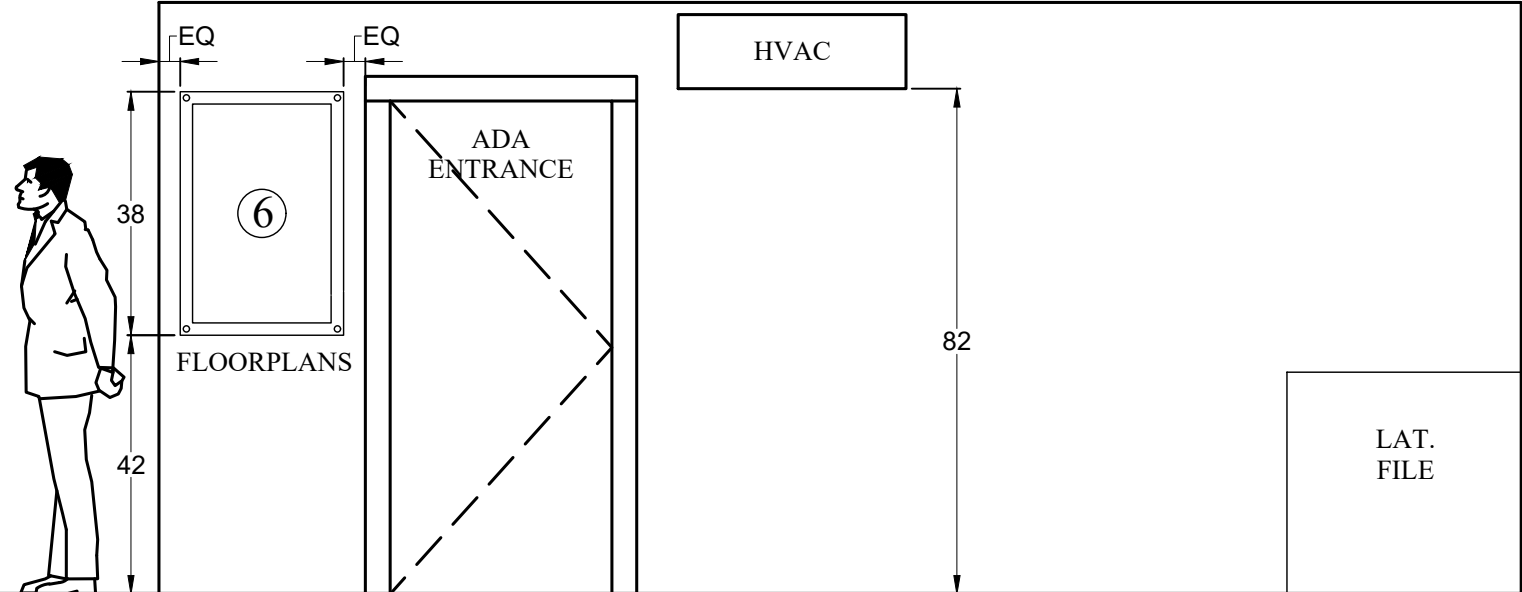 EQ
EQ
HVAC
ADA
ENTRANCE
38
6
82
FLOORPLANS
42
LAT.
FILE